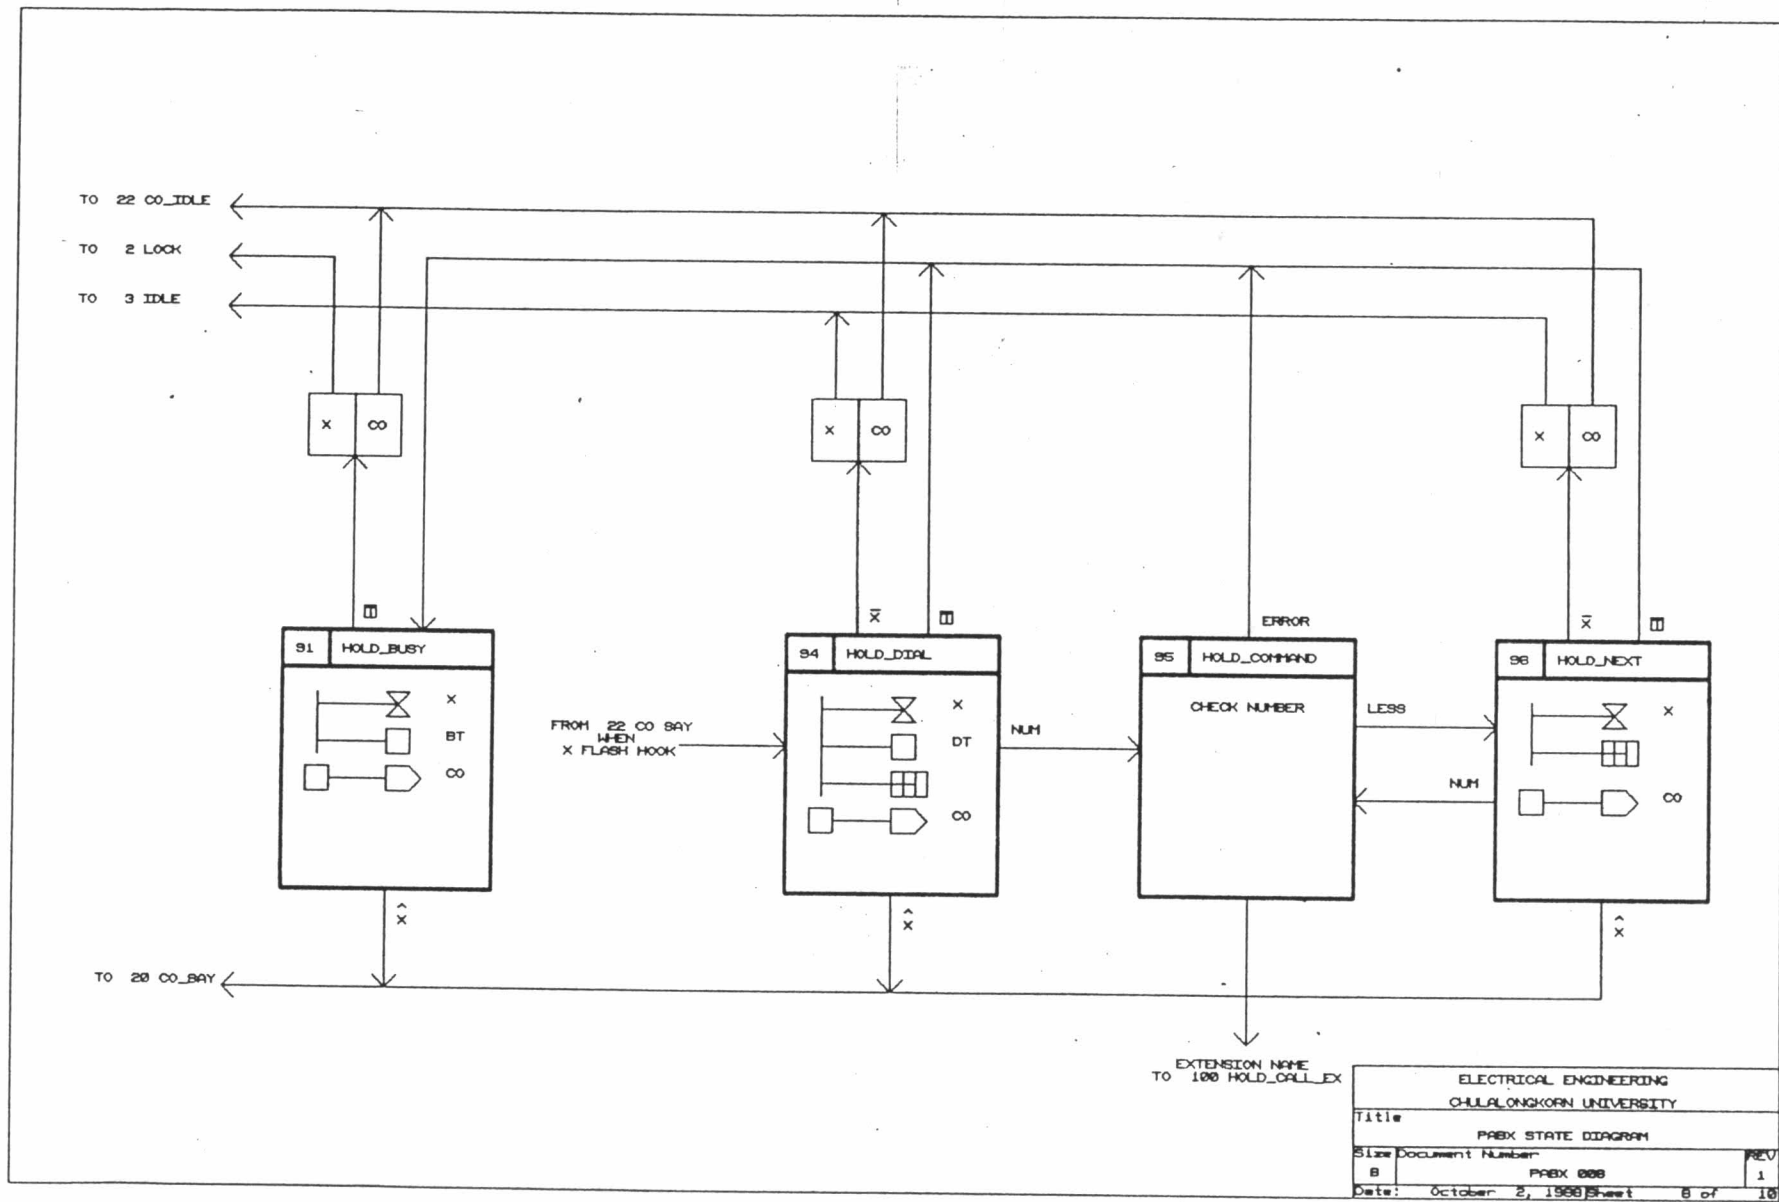 TO 22 CO_IDLE
TO 2 LOCK
TO 3 IDLE
X CO
X CO
X CO
X̄
ERROR
X̄
91 HOLD_BUSY
94 HOLD_DIAL
95 HOLD_COMMAND
96 HOLD_NEXT
X
BT
CO
FROM 22 CO BAY
WHEN
X FLASH HOOK
X
DT
CO
NUM
CHECK NUMBER
LESS
NUM
X
CO
X̂
X̂
X̂
TO 20 CO_BAY
EXTENSION NAME
TO 100 HOLD_CALL_EX
ELECTRICAL ENGINEERING
CHULALONGKORN UNIVERSITY
Title
PABX STATE DIAGRAM
Size Document Number REV
B PABX 008 1
Date: October 2, 1988 Sheet 8 of 10